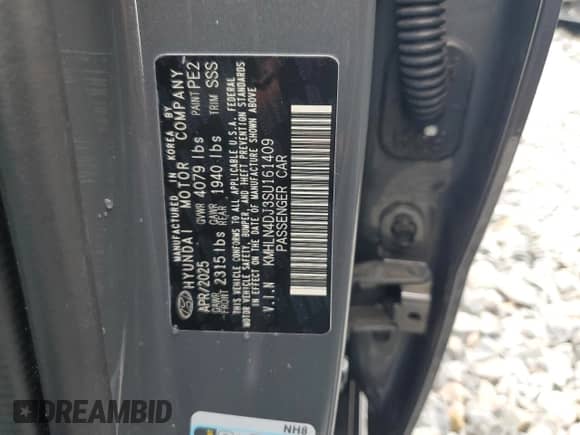 MANUFACTURED IN KOREA BY
HYUNDAI MOTOR COMPANY
APR/2025 GVWR 4079 lbs PAINT PE2
GAWR FRONT 2315 lbs GAWR REAR 1940 lbs TRIM SSS
THIS VEHICLE CONFORMS TO ALL APPLICABLE U.S.A. FEDERAL
MOTOR VEHICLE SAFETY, BUMPER, AND THEFT PREVENTION STANDARDS
IN EFFECT ON THE DATE OF MANUFACTURE SHOWN ABOVE
V.I.N KMHLN4DJ3SU161409
PASSENGER CAR
NH8
DREAMBID